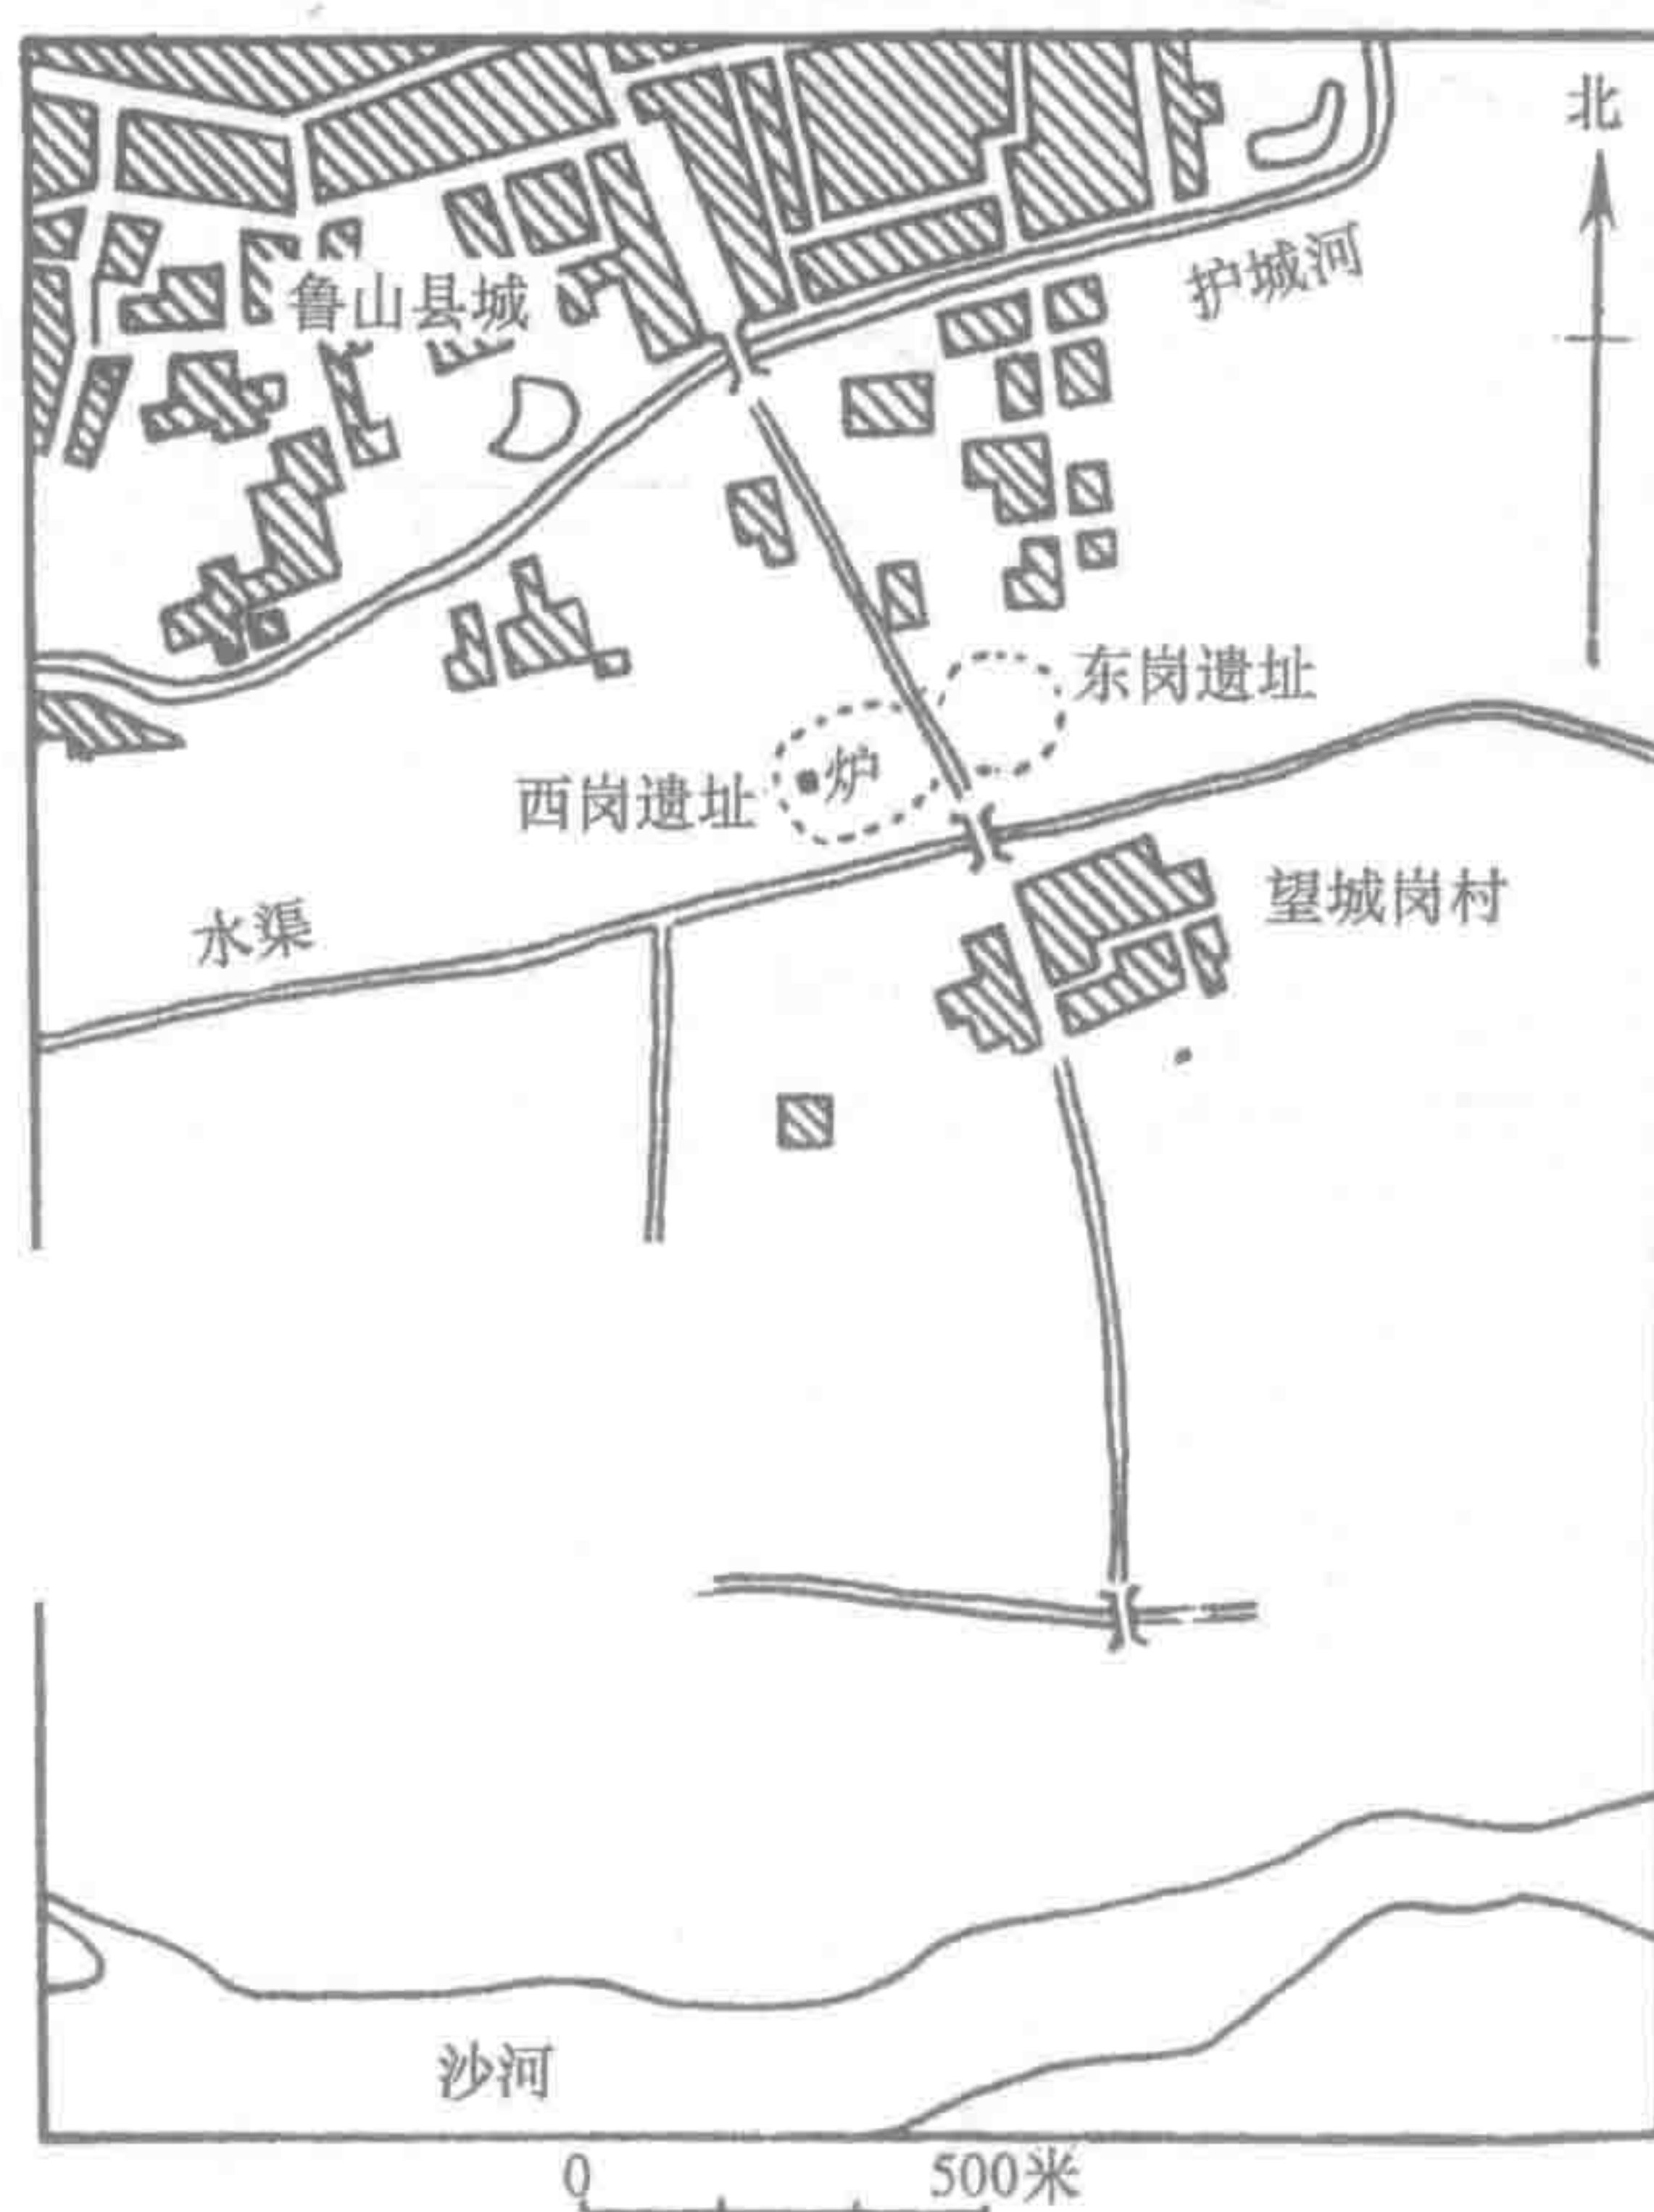 北
护城河
鲁山县城
东岗遗址
炉
西岗遗址
望城岗村
水渠
沙河
0 500米